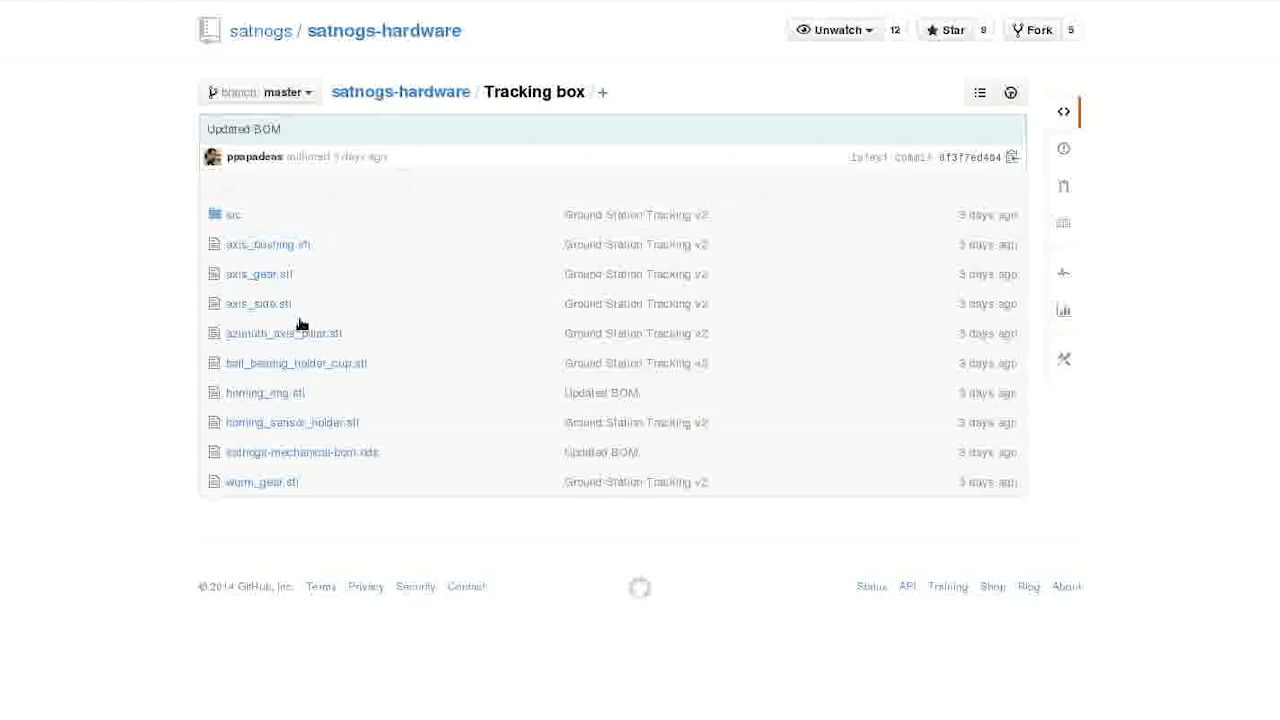 satnogs / satnogs-hardware
Unwatch 12 Star 9 Fork 5
branch: master satnogs-hardware / Tracking box / +
Updated BOM
ppapadeas authored 3 days ago latest commit
src Ground Station Tracking v2 3 days ago
axis_bushing.stl Ground Station Tracking v2 3 days ago
axis_gear.stl Ground Station Tracking v2 3 days ago
axis_side.stl Ground Station Tracking v2 3 days ago
azimuth_axis_pillar.stl Ground Station Tracking v2 3 days ago
ball_bearing_holder_cup.stl Ground Station Tracking v2 3 days ago
homing_ring.stl Updated BOM 3 days ago
homing_sensor_holder.stl Ground Station Tracking v2 3 days ago
satnogs-mechanical-bom.ods Updated BOM 3 days ago
worm_gear.stl Ground Station Tracking v2 3 days ago
© 2014 GitHub, Inc. Terms Privacy Security Contact Status API Training Shop Blog About